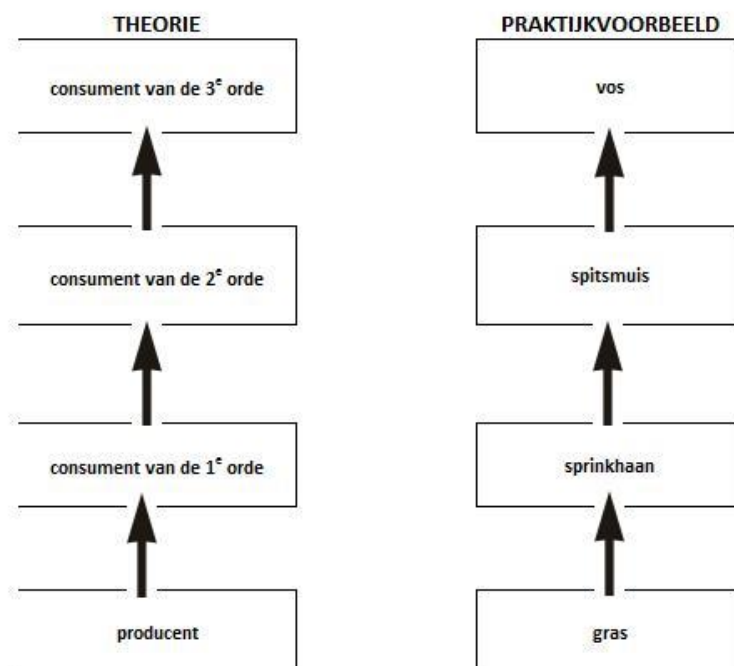 THEORIE
consument van de 3e orde
consument van de 2e orde
consument van de 1e orde
producent
PRAKTIJKVOORBEELD
vos
spitsmuis
sprinkhaan
gras